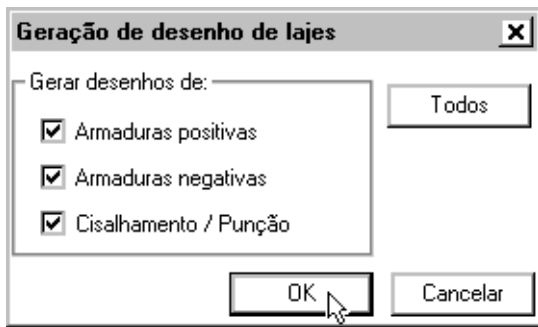 Geração de desenho de lajes
Gerar desenhos de:
Todos
Armaduras positivas
Armaduras negativas
Cisalhamento / Punção
OK
Cancelar